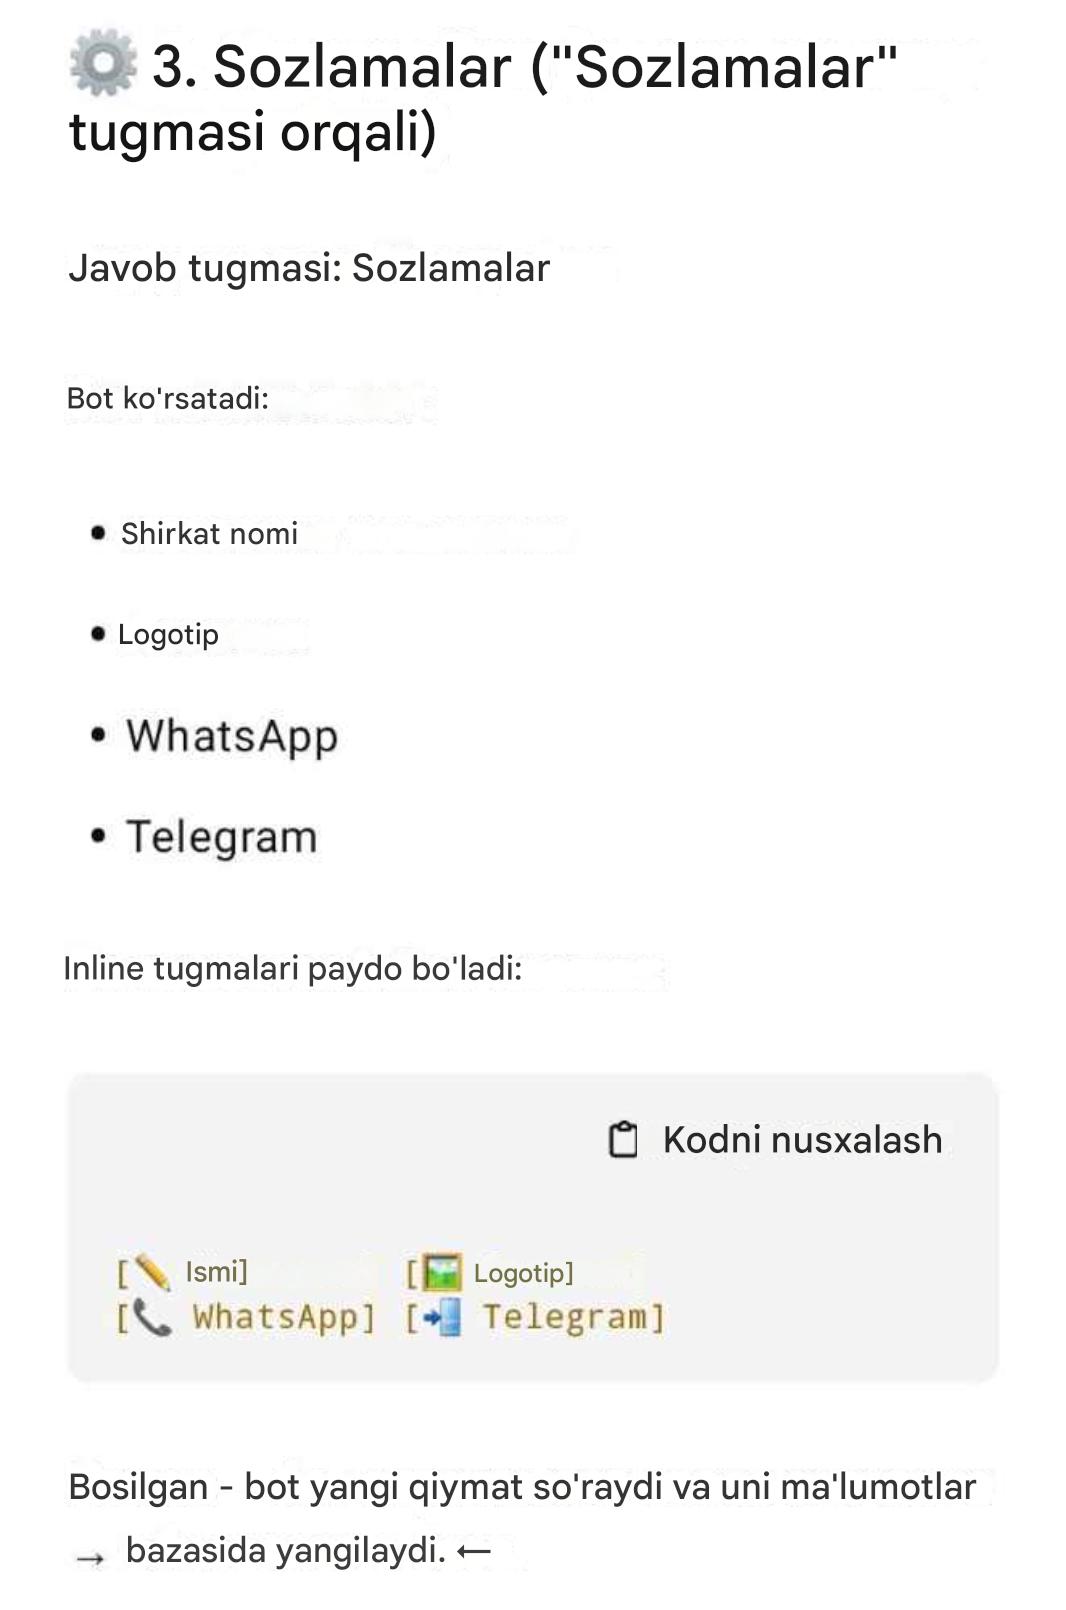 ⚙️ 3. Sozlamalar ("Sozlamalar"
tugmasi orqali)
Javob tugmasi: Sozlamalar
Bot ko'rsatadi:
• Shirkat nomi
• Logotip
• WhatsApp
• Telegram
Inline tugmalari paydo bo'ladi:
📋 Kodni nusxalash
[✏️ Ismi] [🖼️ Logotip]
[📞 WhatsApp] [📲 Telegram]
Bosilgan - bot yangi qiymat so'raydi va uni ma'lumotlar
→ bazasida yangilaydi. ←